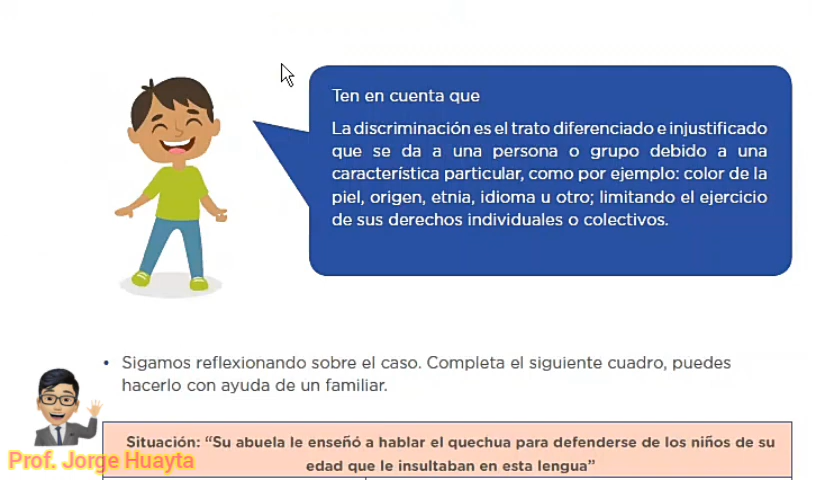 Ten en cuenta que
La discriminación es el trato diferenciado e injustificado
que se da a una persona o grupo debido a una
característica particular, como por ejemplo: color de la
piel, origen, etnia, idioma u otro; limitando el ejercicio
de sus derechos individuales o colectivos.
• Sigamos reflexionando sobre el caso. Completa el siguiente cuadro, puedes
hacerlo con ayuda de un familiar.
Situación: “Su abuela le enseñó a hablar el quechua para defenderse de los niños de su
edad que le insultaban en esta lengua”
Prof. Jorge Huayta